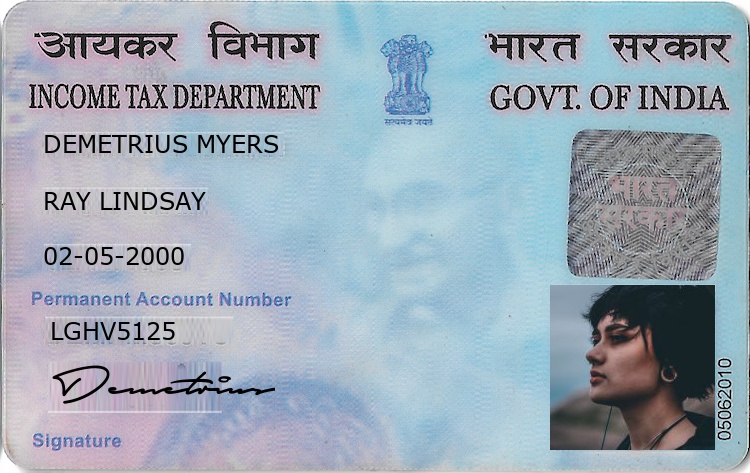 आयकर विभाग
भारत सरकार
INCOME TAX DEPARTMENT
GOVT. OF INDIA
सत्यमेव जयते
DEMETRIUS MYERS
भारत
सरकार
RAY LINDSAY
02-05-2000
Permanent Account Number
LGHV5125
Demetrius
05062010
Signature